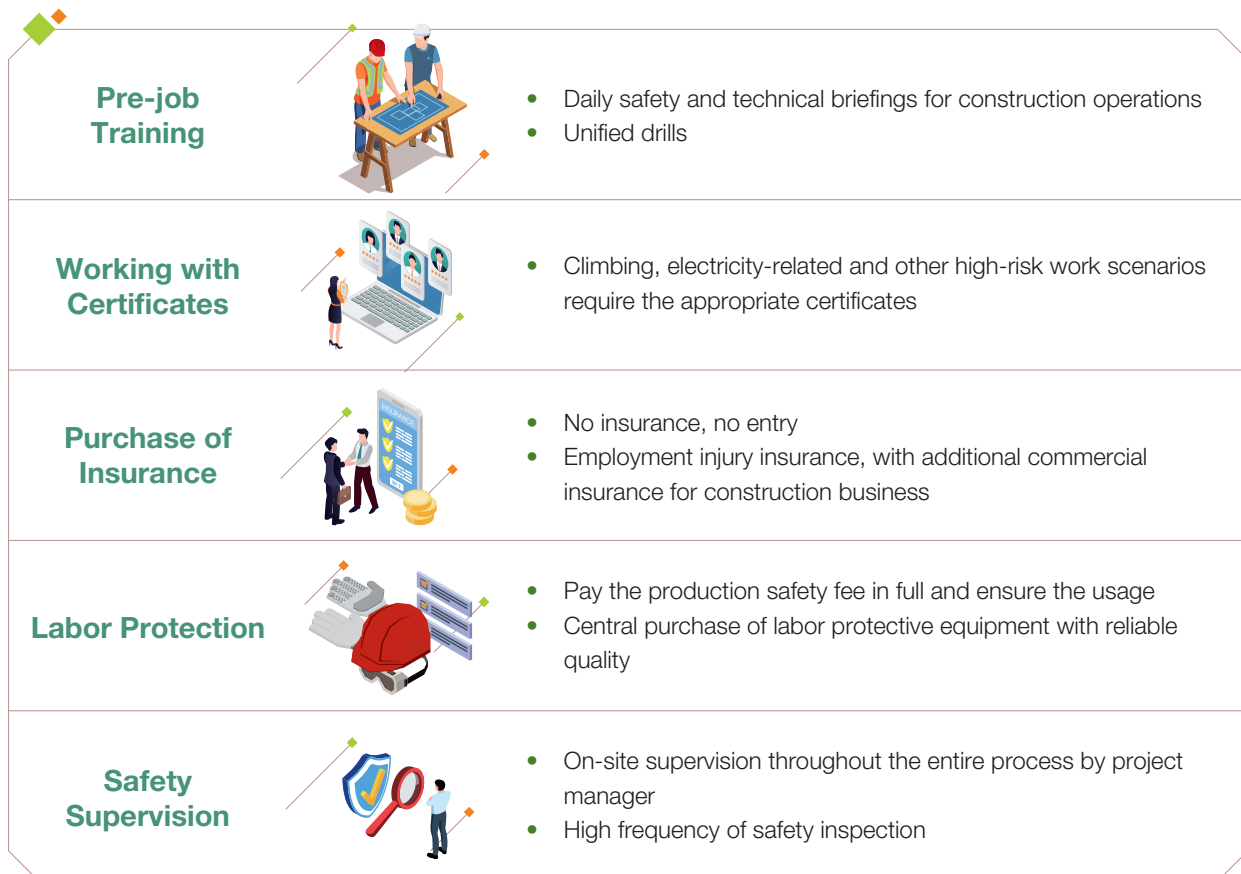 Pre-job
Training
• Daily safety and technical briefings for construction operations
• Unified drills
Working with
Certificates
• Climbing, electricity-related and other high-risk work scenarios
require the appropriate certificates
Purchase of
Insurance
INSURANCE
• No insurance, no entry
• Employment injury insurance, with additional commercial
insurance for construction business
Labor Protection
• Pay the production safety fee in full and ensure the usage
• Central purchase of labor protective equipment with reliable
quality
Safety
Supervision
• On-site supervision throughout the entire process by project
manager
• High frequency of safety inspection